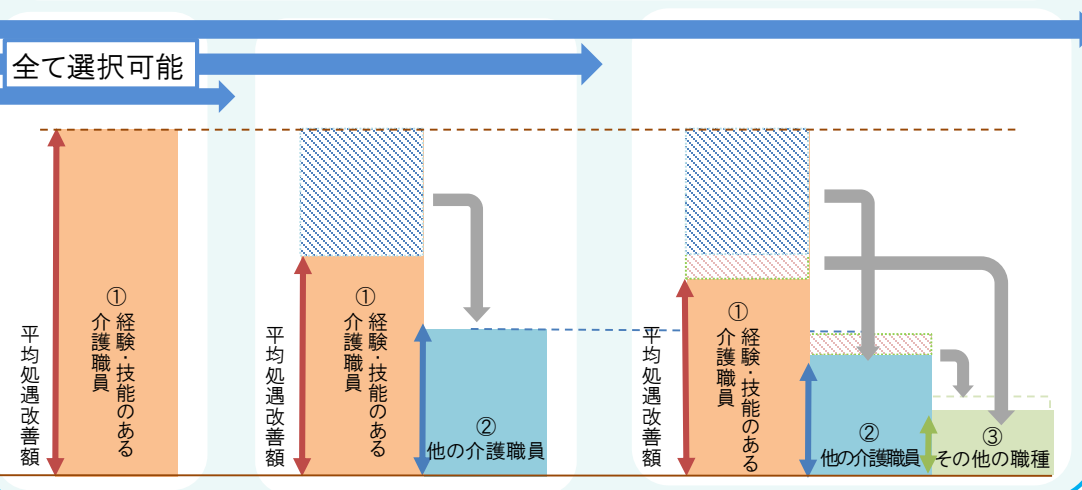 全て選択可能
平均処遇改善額
①
経験・技能のある
介護職員
平均処遇改善額
①
経験・技能のある
介護職員
②
他の介護職員
平均処遇改善額
①
経験・技能のある
介護職員
②
他の介護職員
③
その他の職種